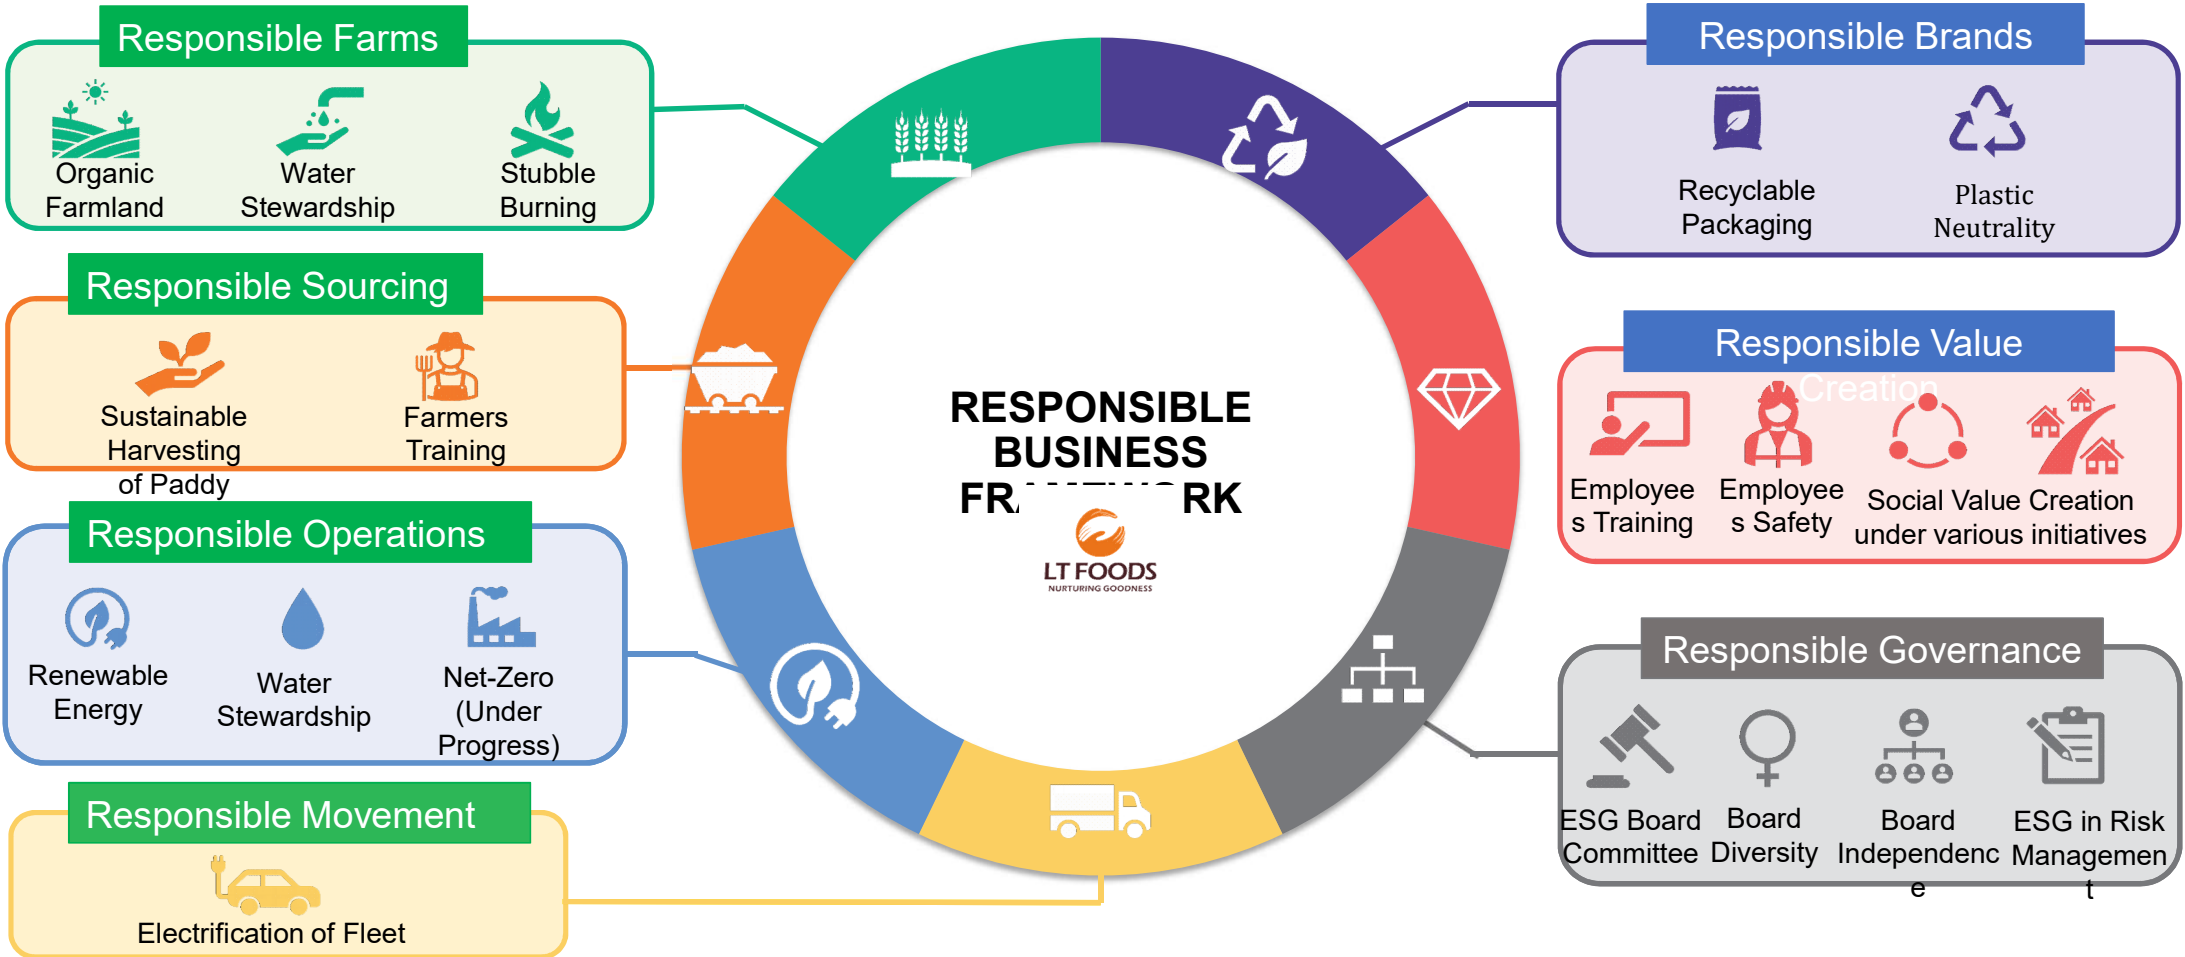 Responsible Farms
Organic
Farmland
Water
Stewardship
Stubble
Burning
Responsible Sourcing
Sustainable
Harvesting
of Paddy
Farmers
Training
Responsible Operations
Renewable
Energy
Water
Stewardship
Net-Zero
(Under
Progress)
Responsible Movement
Electrification of Fleet
RESPONSIBLE
BUSINESS
LT FOODS
NURTURING GOODNESS
Responsible Brands
Recyclable
Packaging
Plastic
Neutrality
Responsible Value
Creation
Employee
s Training
Employee
s Safety
Social Value Creation
under various initiatives
Responsible Governance
ESG Board
Committee
Board
Diversity
Board
Independenc
e
ESG in Risk
Managemen
t